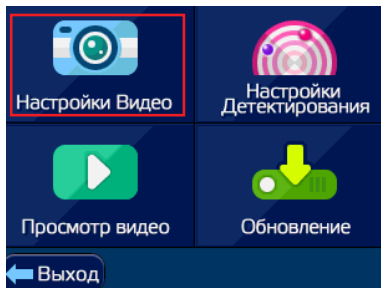 Настройки Видео
Настройки
Детектирования
Просмотр видео
Обновление
Выход